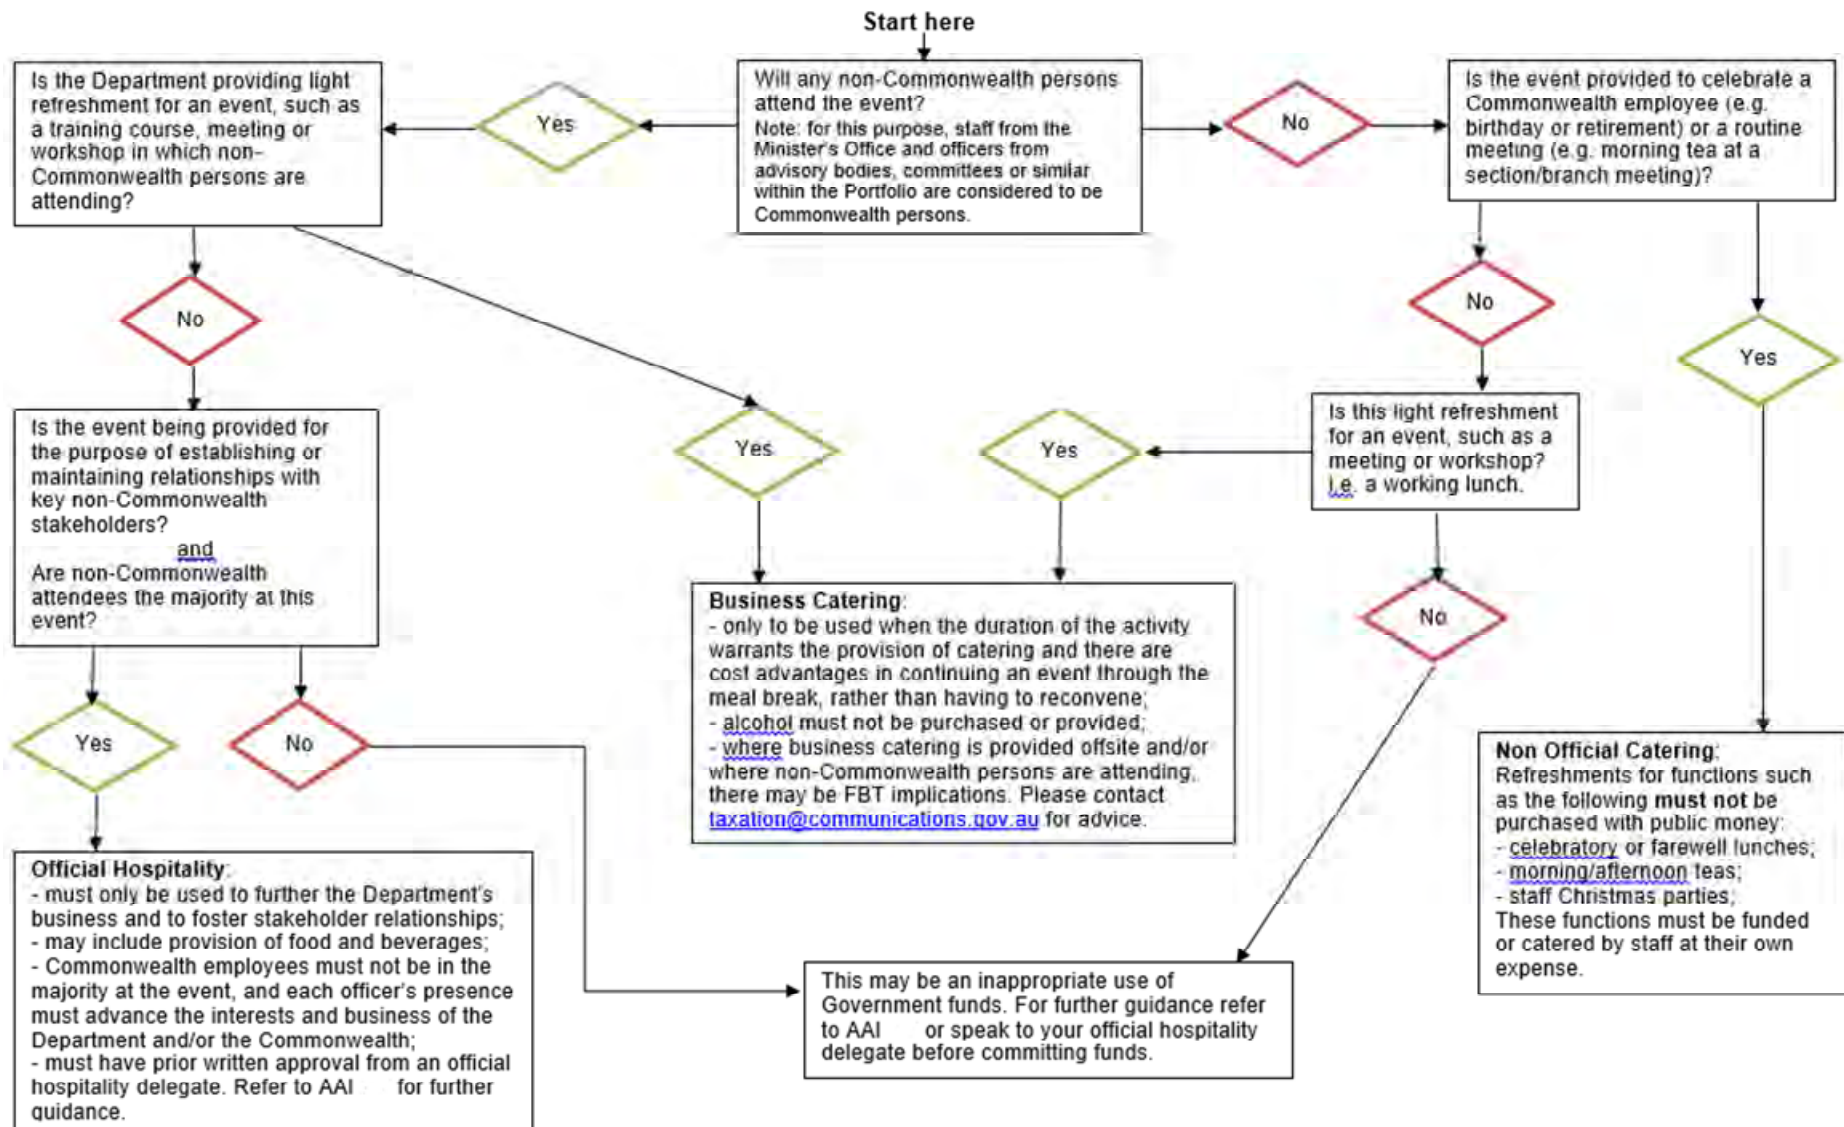 Start here
Will any non-Commonwealth persons
attend the event?
Note: for this purpose, staff from the
Minister's Office and officers from
advisory bodies, committees or similar
within the Portfolio are considered to be
Commonwealth persons.
Yes
Is the Department providing light
refreshment for an event, such as
a training course, meeting or
workshop in which non-
Commonwealth persons are
attending?
No
Is the event provided to celebrate a
Commonwealth employee (e.g.
birthday or retirement) or a routine
meeting (e.g. morning tea at a
section/branch meeting)?
No
Is the event being provided for
the purpose of establishing or
maintaining relationships with
key non-Commonwealth
stakeholders?
and
Are non-Commonwealth
attendees the majority at this
event?
Yes
No
Official Hospitality:
- must only be used to further the Department's
business and to foster stakeholder relationships;
- may include provision of food and beverages;
- Commonwealth employees must not be in the
majority at the event, and each officer's presence
must advance the interests and business of the
Department and/or the Commonwealth;
- must have prior written approval from an official
hospitality delegate. Refer to AAI for further
guidance.
Yes
Yes
Business Catering:
- only to be used when the duration of the activity
warrants the provision of catering and there are
cost advantages in continuing an event through the
meal break, rather than having to reconvene;
- alcohol must not be purchased or provided;
- where business catering is provided offsite and/or
where non-Commonwealth persons are attending,
there may be FBT implications. Please contact
taxation@communications.gov.au for advice.
No
Is this light refreshment
for an event, such as a
meeting or workshop?
I.e. a working lunch.
No
This may be an inappropriate use of
Government funds. For further guidance refer
to AAI or speak to your official hospitality
delegate before committing funds.
Yes
Non Official Catering:
Refreshments for functions such
as the following must not be
purchased with public money:
- celebratory or farewell lunches;
- morning/afternoon teas;
- staff Christmas parties;
These functions must be funded
or catered by staff at their own
expense.